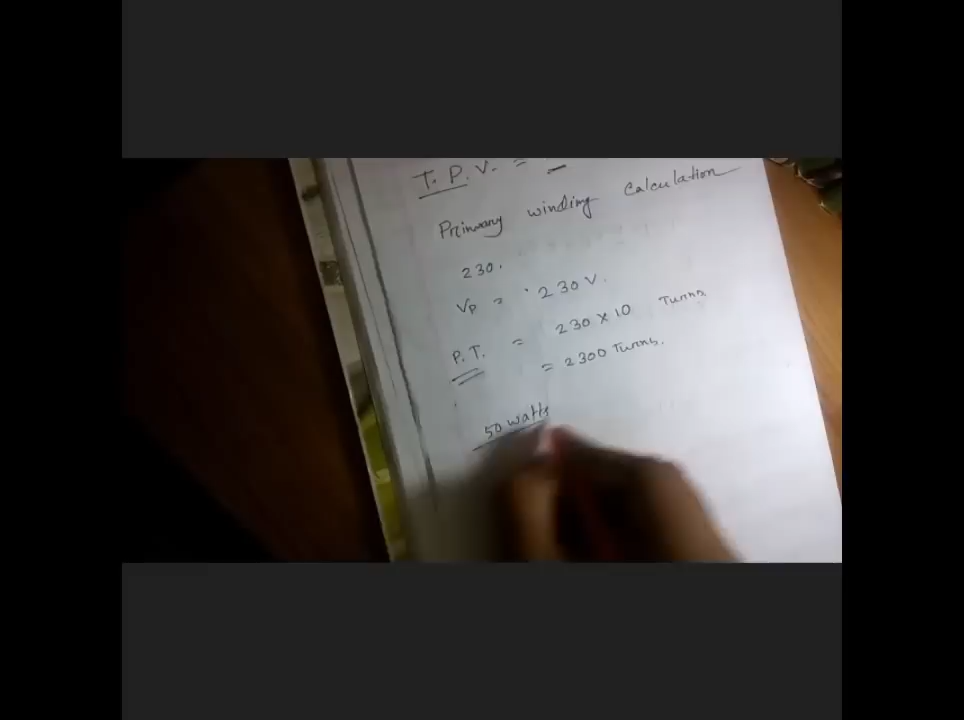 T. P. V. =
Primary winding calculation
230.
Vp = 230 V.
P. T. = 230 × 10 Turns
= 2300 Turns.
50 watts